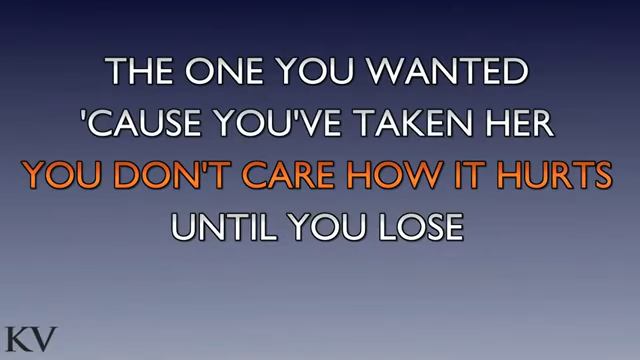 THE ONE YOU WANTED
'CAUSE YOU'VE TAKEN HER
YOU DON'T CARE HOW IT HURTS
UNTIL YOU LOSE
KV